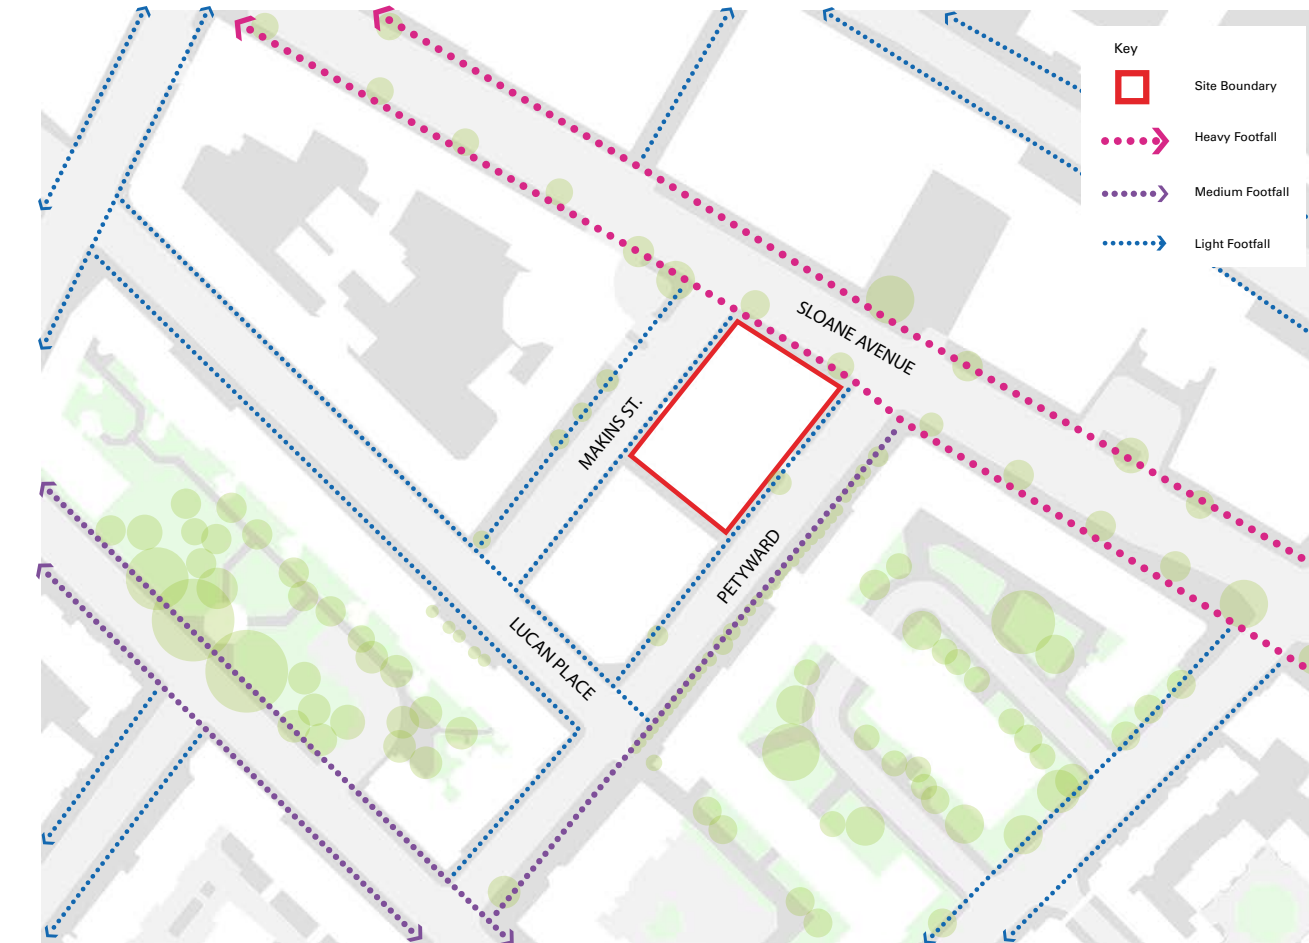 Key
Site Boundary
Heavy Footfall
Medium Footfall
Light Footfall
SLOANE AVENUE
MAKINS ST.
PETYWARD
LUCAN PLACE